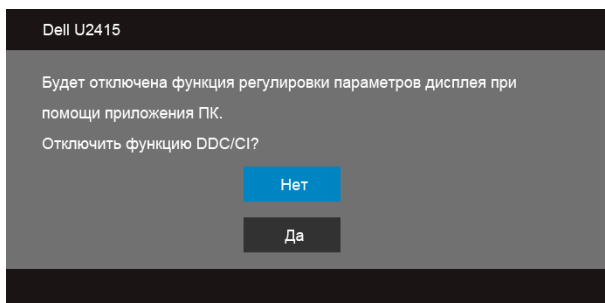 Dell U2415
Будет отключена функция регулировки параметров дисплея при
помощи приложения ПК.
Отключить функцию DDC/CI?
Нет
Да